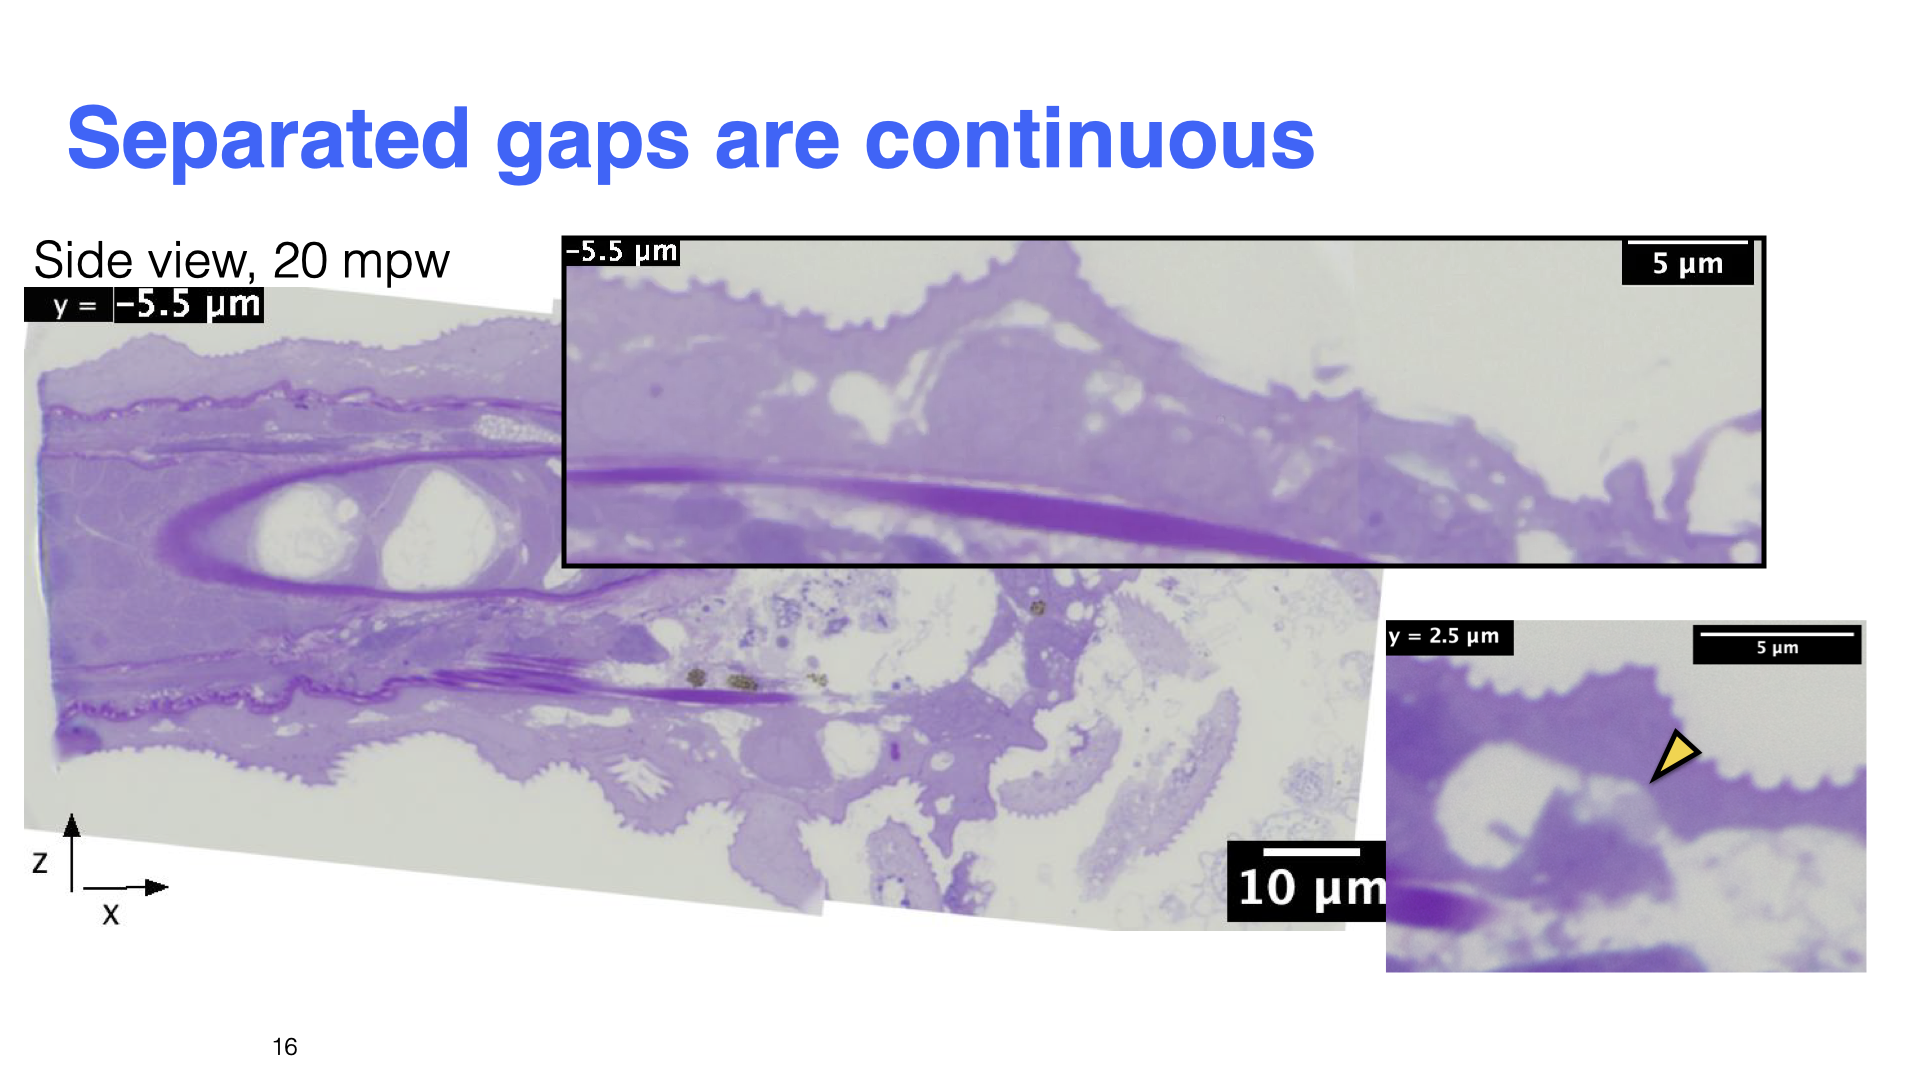 Separated gaps are continuous
Side view, 20 mpw
y = −5.5 μm
−5.5 μm
5 μm
y = 2.5 μm
5 μm
10 μm
z
x
16